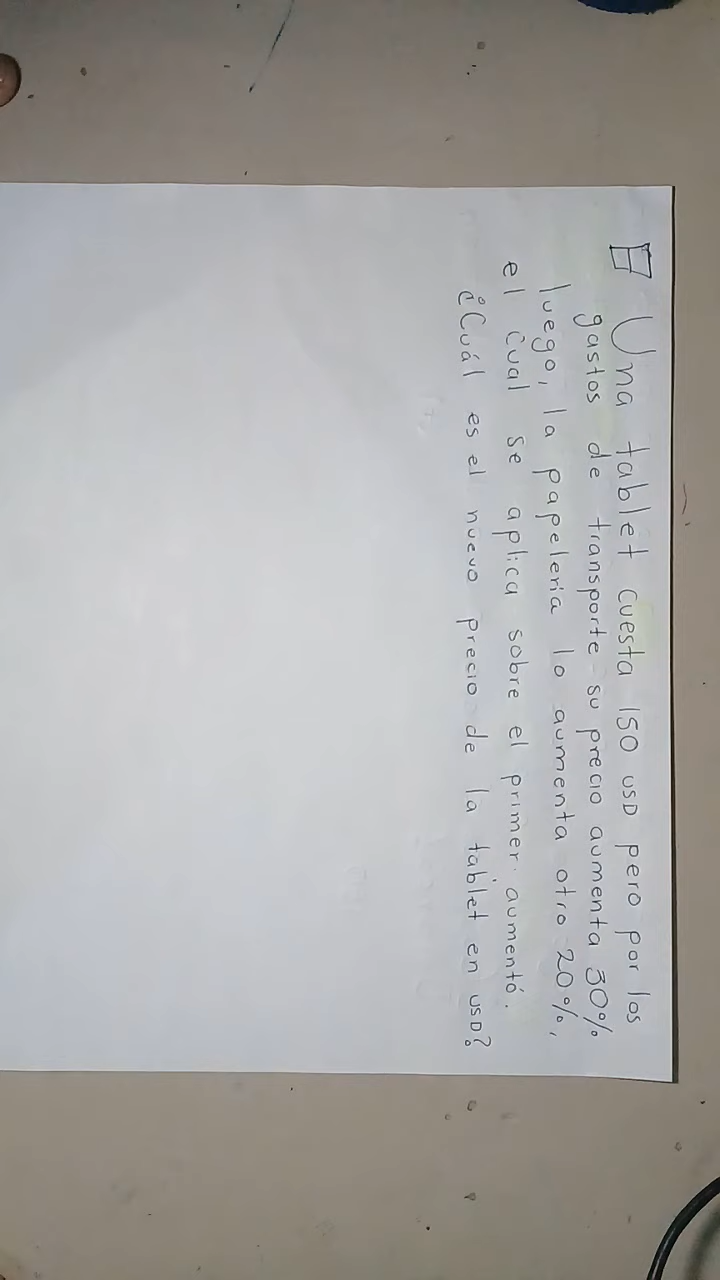 Una tablet cuesta 150 USD pero por los
gastos de transporte su precio aumenta 30%
luego, la papelería lo aumenta otro 20%,
el cual se aplica sobre el primer aumentó.
¿Cuál es el nuevo precio de la tablet en USD?